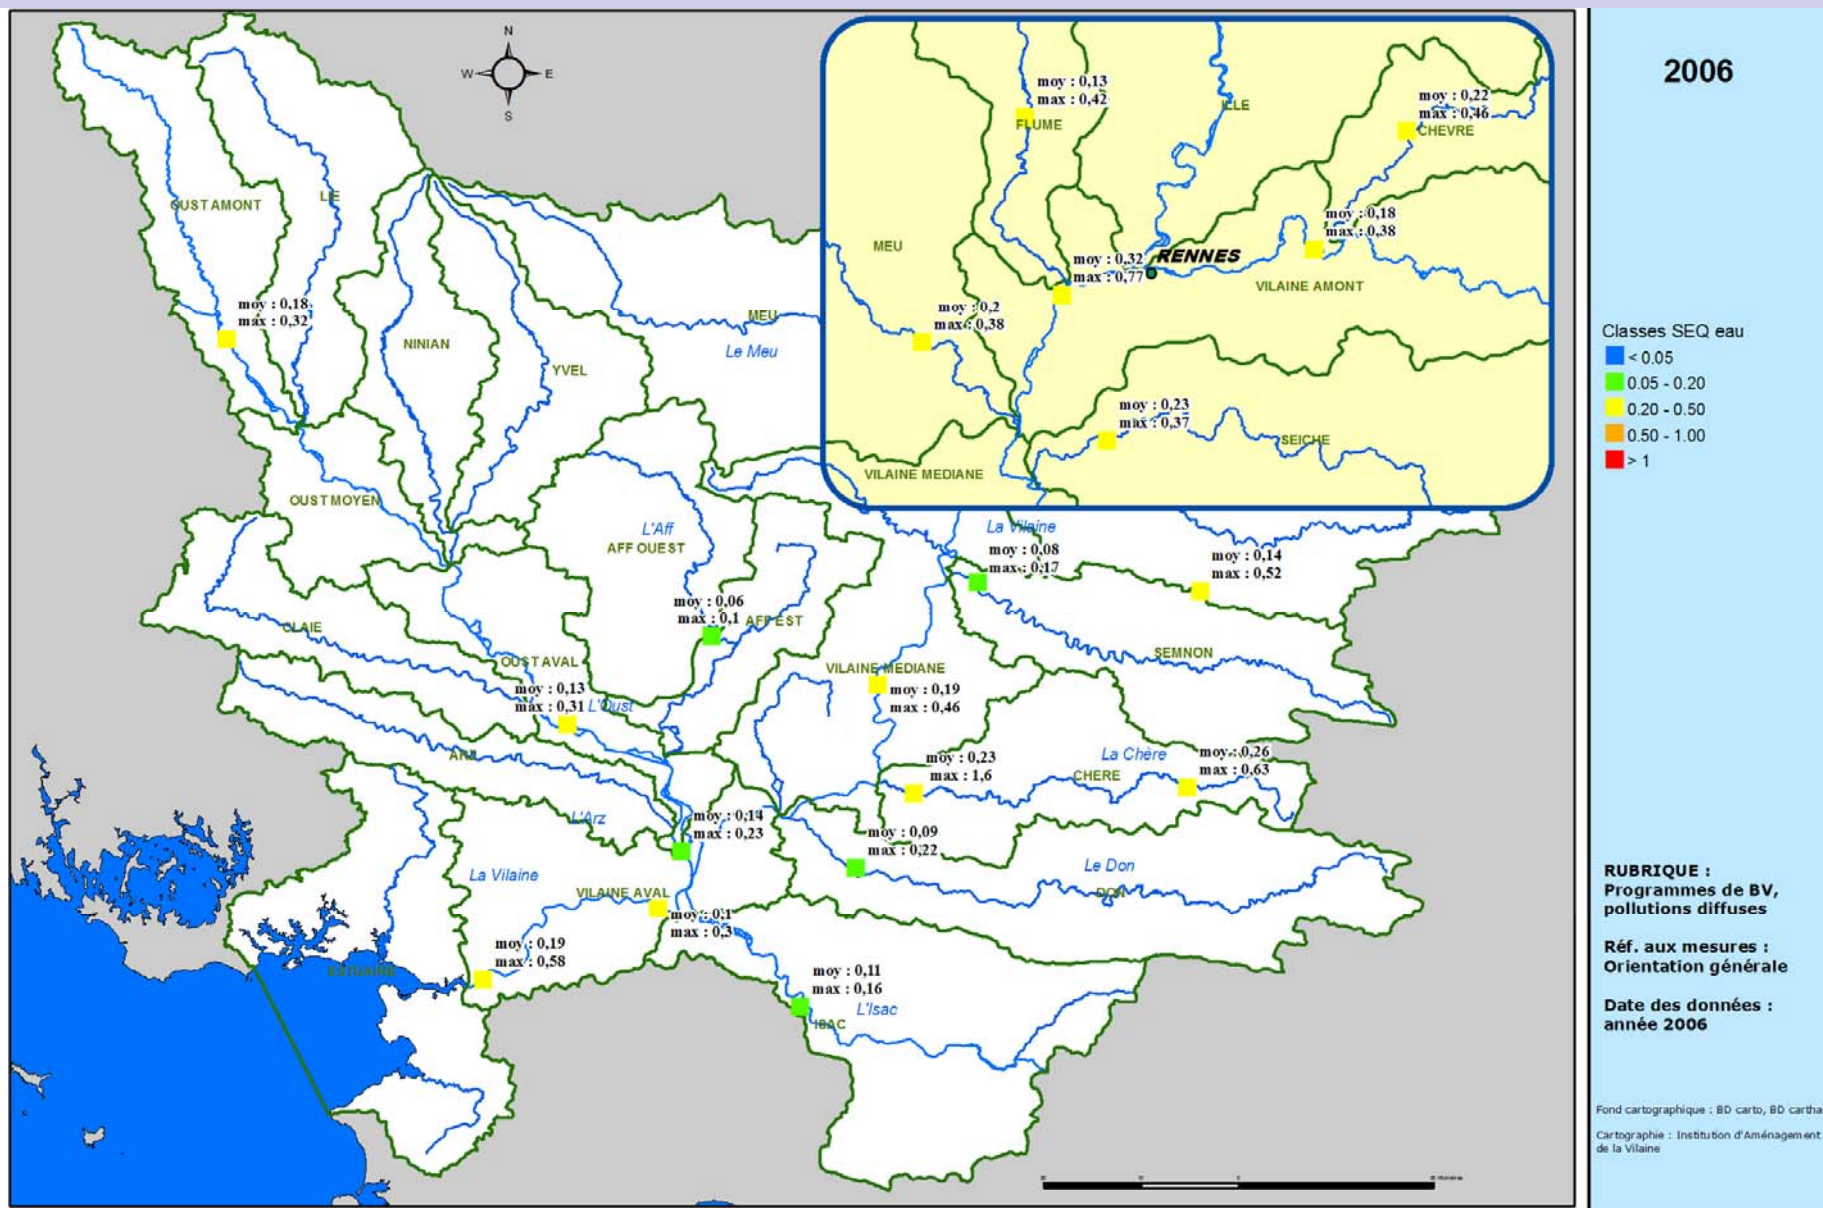 2006
N
W
E
S
moy : 0,13
max : 0,42
FLUME
ILLE
moy : 0,22
max : 0,46
CHEVRE
OUST AMONT
LIE
moy : 0,18
max : 0,38
MEU
moy : 0,32
max : 0,77
RENNES
VILAINE AMONT
moy : 0,18
max : 0,32
moy : 0,2
max : 0,38
MEU
Le Meu
NINIAN
YVEL
moy : 0,23
max : 0,37
SEICHE
VILAINE MEDIANE
OUST MOYEN
L'Aff
AFF OUEST
La Vilaine
moy : 0,08
max : 0,17
moy : 0,14
max : 0,52
moy : 0,06
max : 0,1
AFF EST
CLAIE
SEMNON
OUST AVAL
VILAINE MEDIANE
moy : 0,13
max : 0,31
L'Oust
moy : 0,19
max : 0,46
ARZ
La Chère
moy : 0,26
max : 0,63
moy : 0,23
max : 1,6
CHERE
L'Arz
moy : 0,14
max : 0,23
moy : 0,09
max : 0,22
Le Don
DON
La Vilaine
VILAINE AVAL
moy : 0,1
max : 0,3
moy : 0,19
max : 0,58
ESTUAIRE
moy : 0,11
max : 0,16
L'Isac
ISAC
Classes SEQ eau
< 0.05
0.05 - 0.20
0.20 - 0.50
0.50 - 1.00
> 1
RUBRIQUE :
Programmes de BV,
pollutions diffuses
Réf. aux mesures :
Orientation générale
Date des données :
année 2006
Fond cartographique : BD carto, BD cartha
Cartographie : Institution d'Aménagement
de la Vilaine